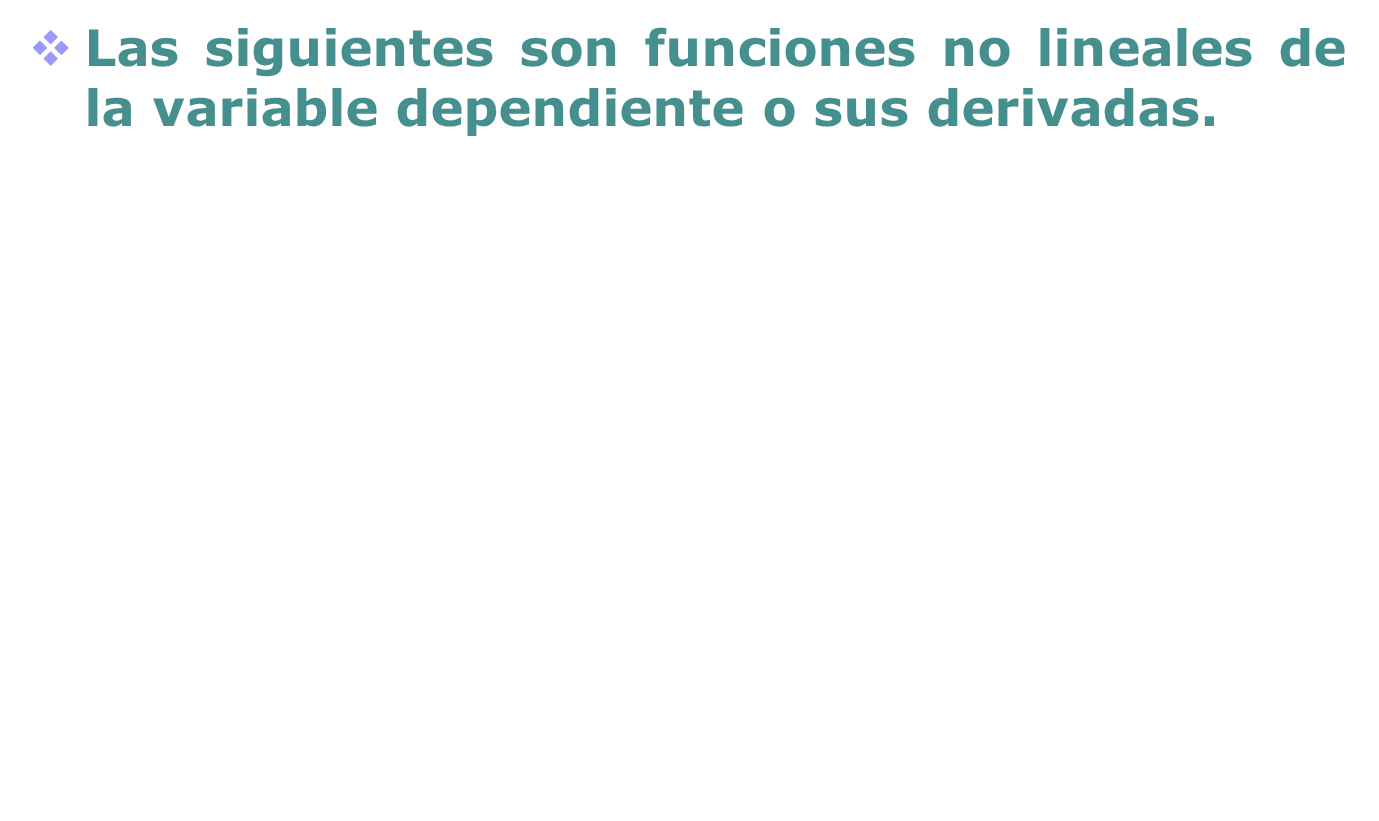 ❖ Las siguientes son funciones no lineales de
la variable dependiente o sus derivadas.